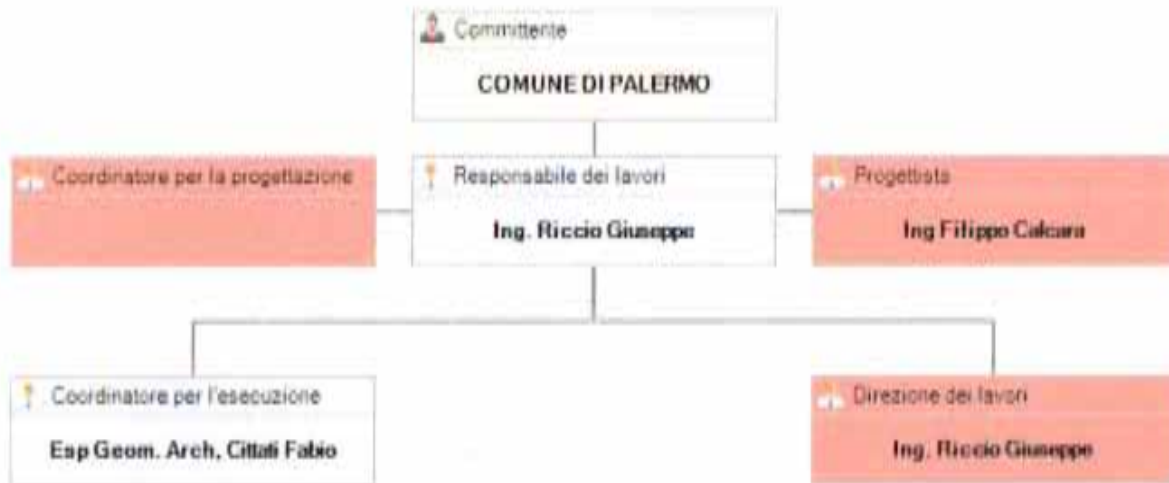 Committente
COMUNE DI PALERMO
Coordinatore per la progettazione
Responsabile dei lavori
Ing. Riccio Giuseppe
Progettista
Ing Filippo Calcara
Coordinatore per l'esecuzione
Esp Geom. Arch, Cittati Fabio
Direzione dei lavori
Ing. Riccio Giuseppe